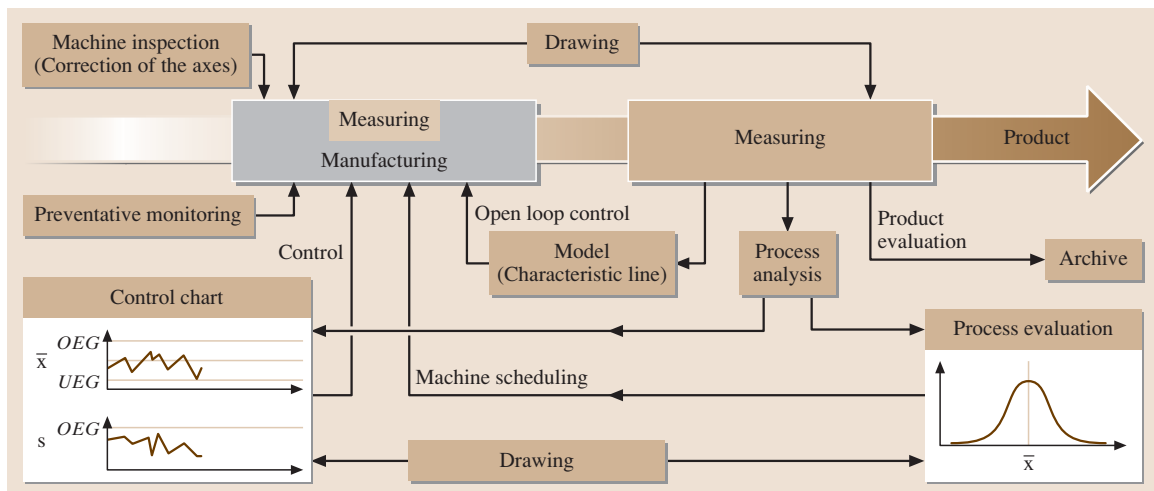 Machine inspection
(Correction of the axes)
Drawing
Measuring
Manufacturing
Measuring
Product
Preventative monitoring
Open loop control
Control
Model
(Characteristic line)
Process
analysis
Product
evaluation
Archive
Control chart
OEG
x̅
UEG
OEG
s
Machine scheduling
Process evaluation
x̅
Drawing